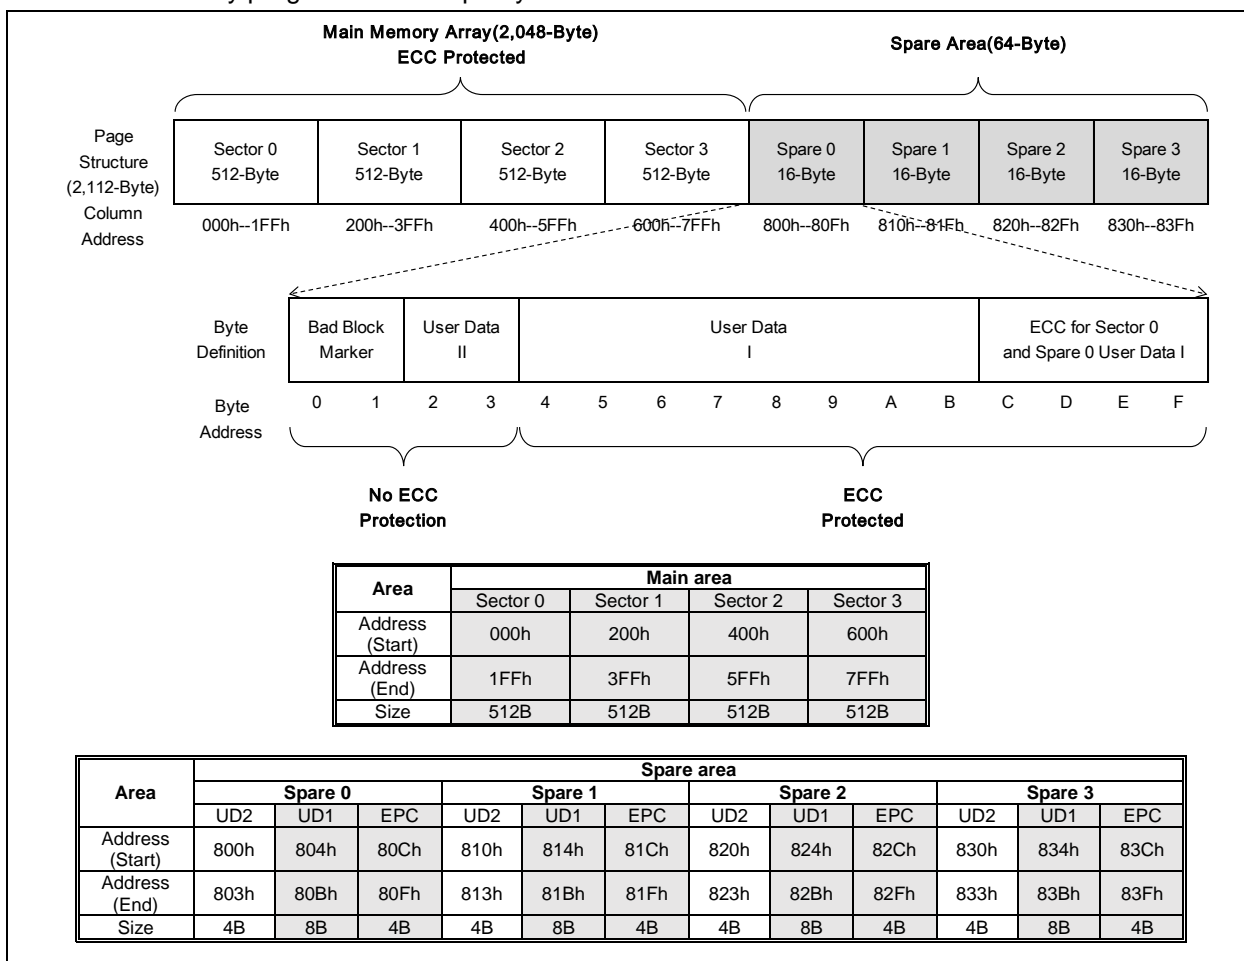 Main Memory Array(2,048-Byte)
ECC Protected
Spare Area(64-Byte)
Page
Structure
(2,112-Byte)
Column
Address
Sector 0
512-Byte
Sector 1
512-Byte
Sector 2
512-Byte
Sector 3
512-Byte
Spare 0
16-Byte
Spare 1
16-Byte
Spare 2
16-Byte
Spare 3
16-Byte
000h--1FFh 200h--3FFh 400h--5FFh 600h--7FFh 800h--80Fh 810h--81Fh 820h--82Fh 830h--83Fh
Byte
Definition
Bad Block
Marker
User Data
II
User Data
I
ECC for Sector 0
and Spare 0 User Data I
Byte
Address
0 1 2 3 4 5 6 7 8 9 A B C D E F
No ECC
Protection
ECC
Protected
Area Main area
Sector 0 Sector 1 Sector 2 Sector 3
Address
(Start)
000h 200h 400h 600h
Address
(End)
1FFh 3FFh 5FFh 7FFh
Size 512B 512B 512B 512B
Area Spare area
Spare 0 Spare 1 Spare 2 Spare 3
UD2 UD1 EPC UD2 UD1 EPC UD2 UD1 EPC UD2 UD1 EPC
Address
(Start)
800h 804h 80Ch 810h 814h 81Ch 820h 824h 82Ch 830h 834h 83Ch
Address
(End)
803h 80Bh 80Fh 813h 81Bh 81Fh 823h 82Bh 82Fh 833h 83Bh 83Fh
Size 4B 8B 4B 4B 8B 4B 4B 8B 4B 4B 8B 4B